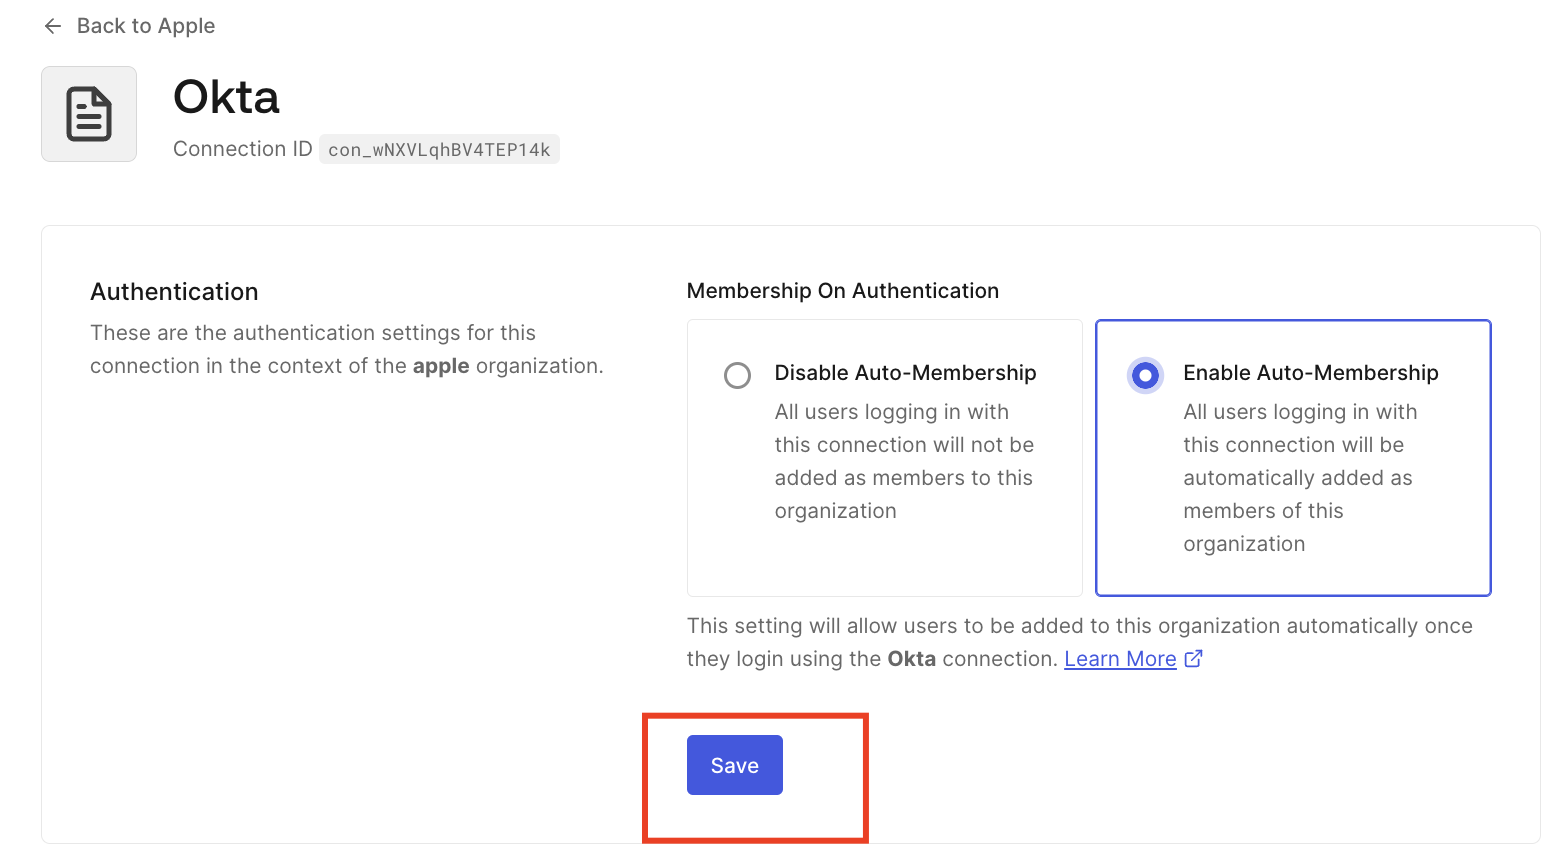 Back to Apple
Okta
Connection ID con_wNXVLqhBV4TEP14k
Authentication
These are the authentication settings for this
connection in the context of the apple organization.
Membership On Authentication
Disable Auto-Membership
All users logging in with
this connection will not be
added as members to this
organization
Enable Auto-Membership
All users logging in with
this connection will be
automatically added as
members of this
organization
This setting will allow users to be added to this organization automatically once
they login using the Okta connection. Learn More
Save